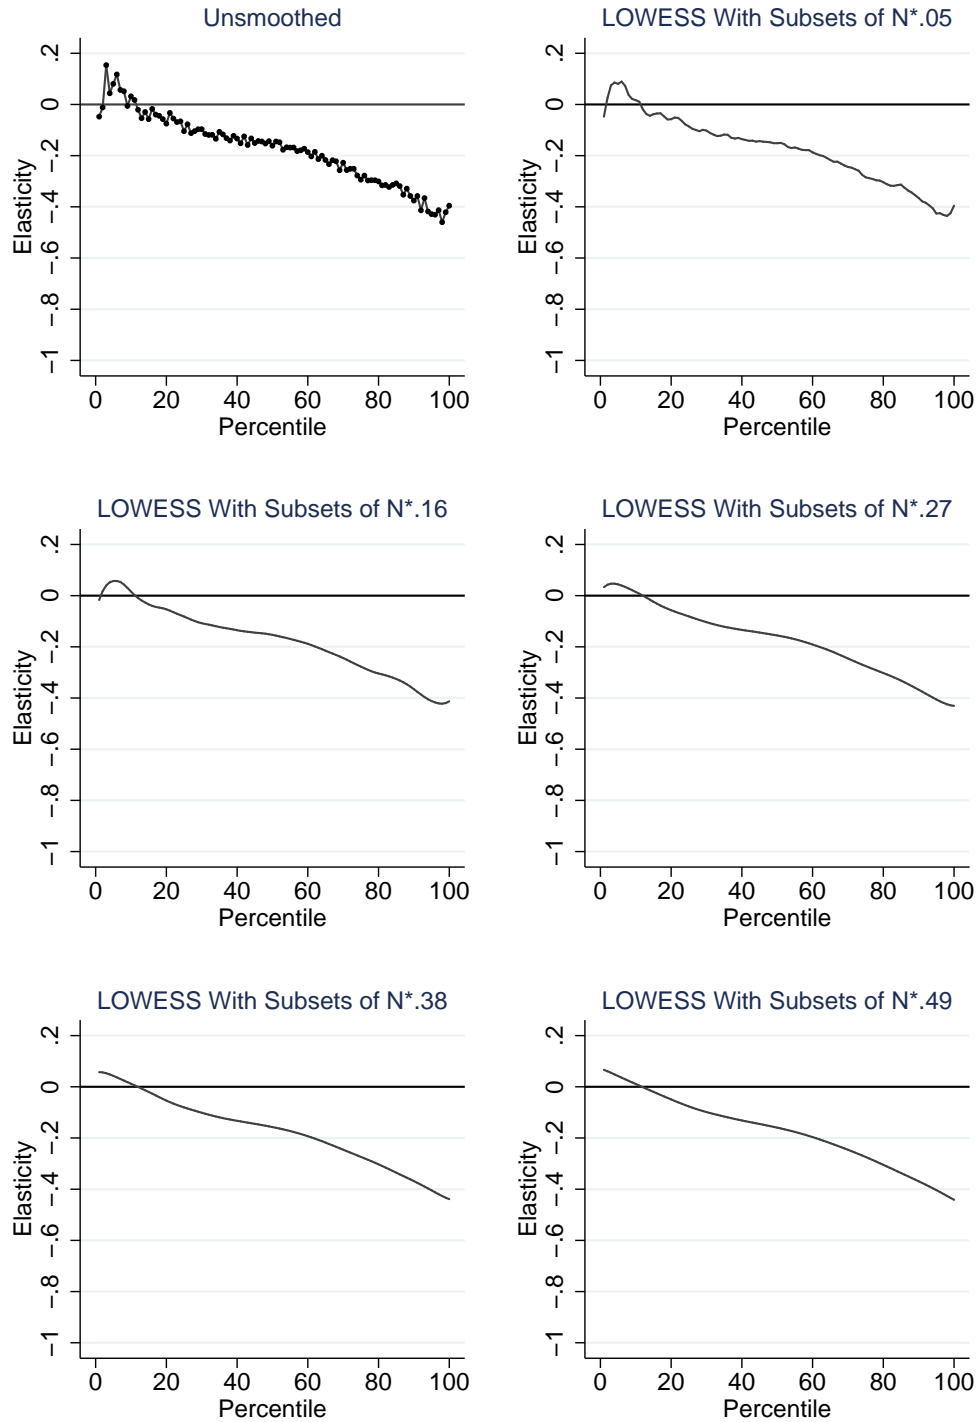 Unsmoothed
Elasticity
.2
0
−.2
−.4
−.6
−.8
−1
0 20 40 60 80 100
Percentile
LOWESS With Subsets of N*.05
Elasticity
.2
0
−.2
−.4
−.6
−.8
−1
0 20 40 60 80 100
Percentile
LOWESS With Subsets of N*.16
Elasticity
.2
0
−.2
−.4
−.6
−.8
−1
0 20 40 60 80 100
Percentile
LOWESS With Subsets of N*.27
Elasticity
.2
0
−.2
−.4
−.6
−.8
−1
0 20 40 60 80 100
Percentile
LOWESS With Subsets of N*.38
Elasticity
.2
0
−.2
−.4
−.6
−.8
−1
0 20 40 60 80 100
Percentile
LOWESS With Subsets of N*.49
Elasticity
.2
0
−.2
−.4
−.6
−.8
−1
0 20 40 60 80 100
Percentile